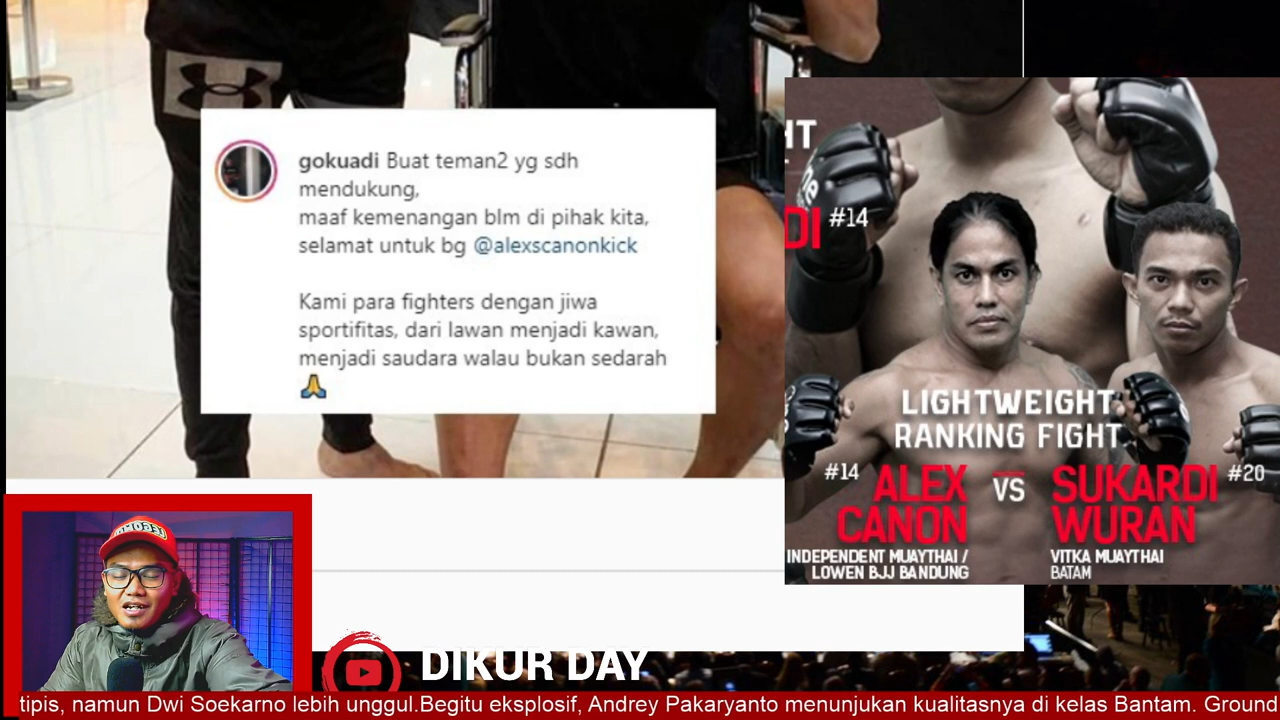 gokuadi Buat teman2 yg sdh
mendukung,
maaf kemenangan blm di pihak kita,
selamat untuk bg @alexscanonkick
Kami para fighters dengan jiwa
sportifitas, dari lawan menjadi kawan,
menjadi saudara walau bukan sedarah
🙏
HT
DI #14
LIGHTWEIGHT
RANKING FIGHT
#14 ALEX CANON
VS
SUKARDI WURAN #20
INDEPENDENT MUAYTHAI /
LOWEN BJJ BANDUNG
VITKA MUAYTHAI
BATAM
DIKUR DAY
tipis, namun Dwi Soekarno lebih unggul.Begitu eksplosif, Andrey Pakaryanto menunjukan kualitasnya di kelas Bantam. Ground